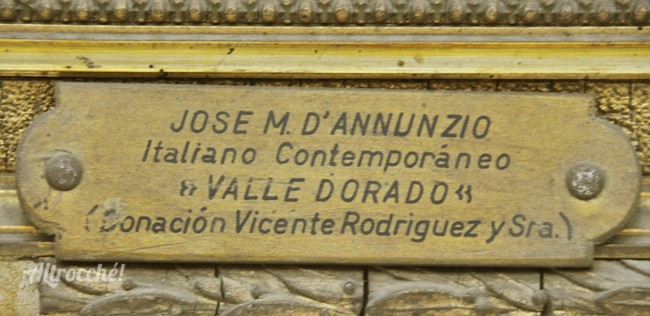 JOSE M. D'ANNUNZIO
Italiano Contemporáneo
» VALLE DORADO «
(Donación Vicente Rodriguez y Sra.)
Altrocché!